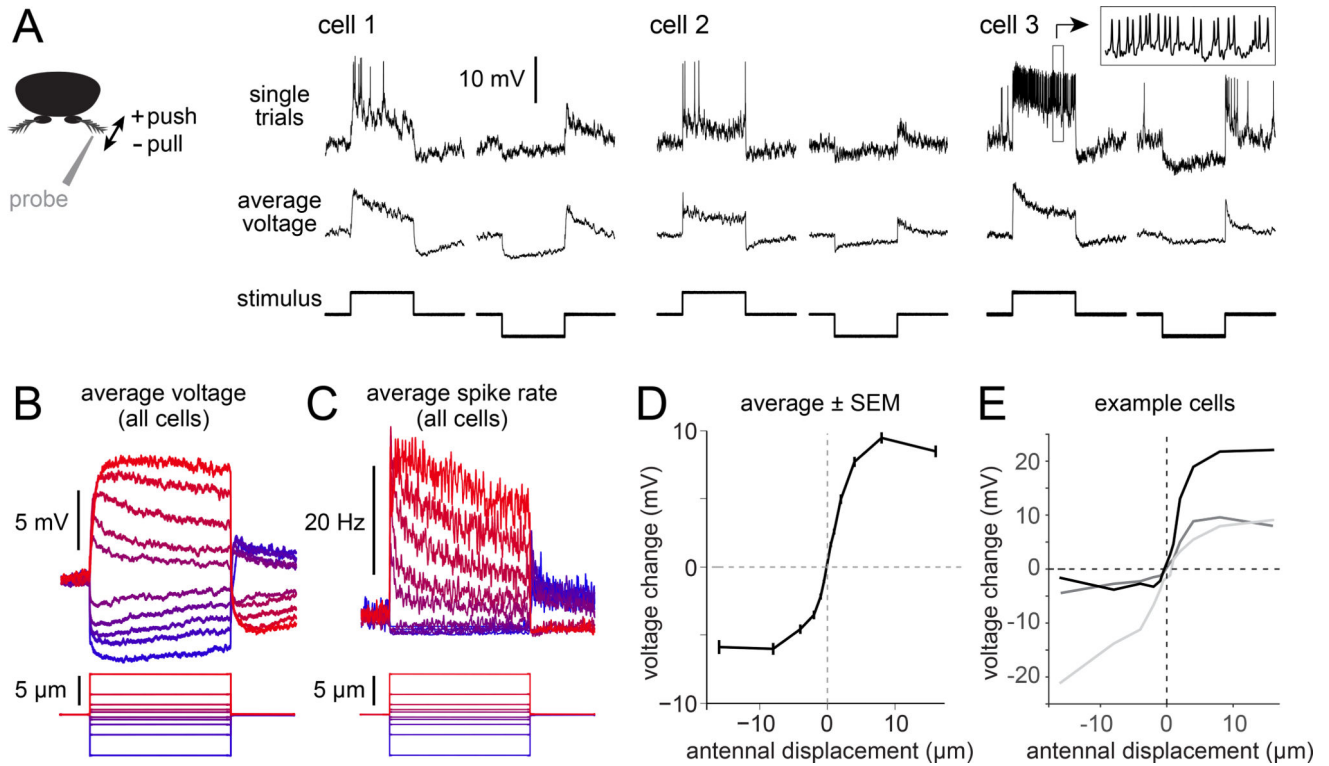 A
cell 1
cell 2
cell 3
+ push
- pull
probe
single
trials
10 mV
average
voltage
stimulus
B
average voltage
(all cells)
5 mV
5 µm
C
average spike rate
(all cells)
20 Hz
5 µm
D
average ± SEM
voltage change (mV)
10
0
−10
−10
0
10
antennal displacement (µm)
E
example cells
voltage change (mV)
20
10
0
-10
-20
-10
0
10
antennal displacement (µm)